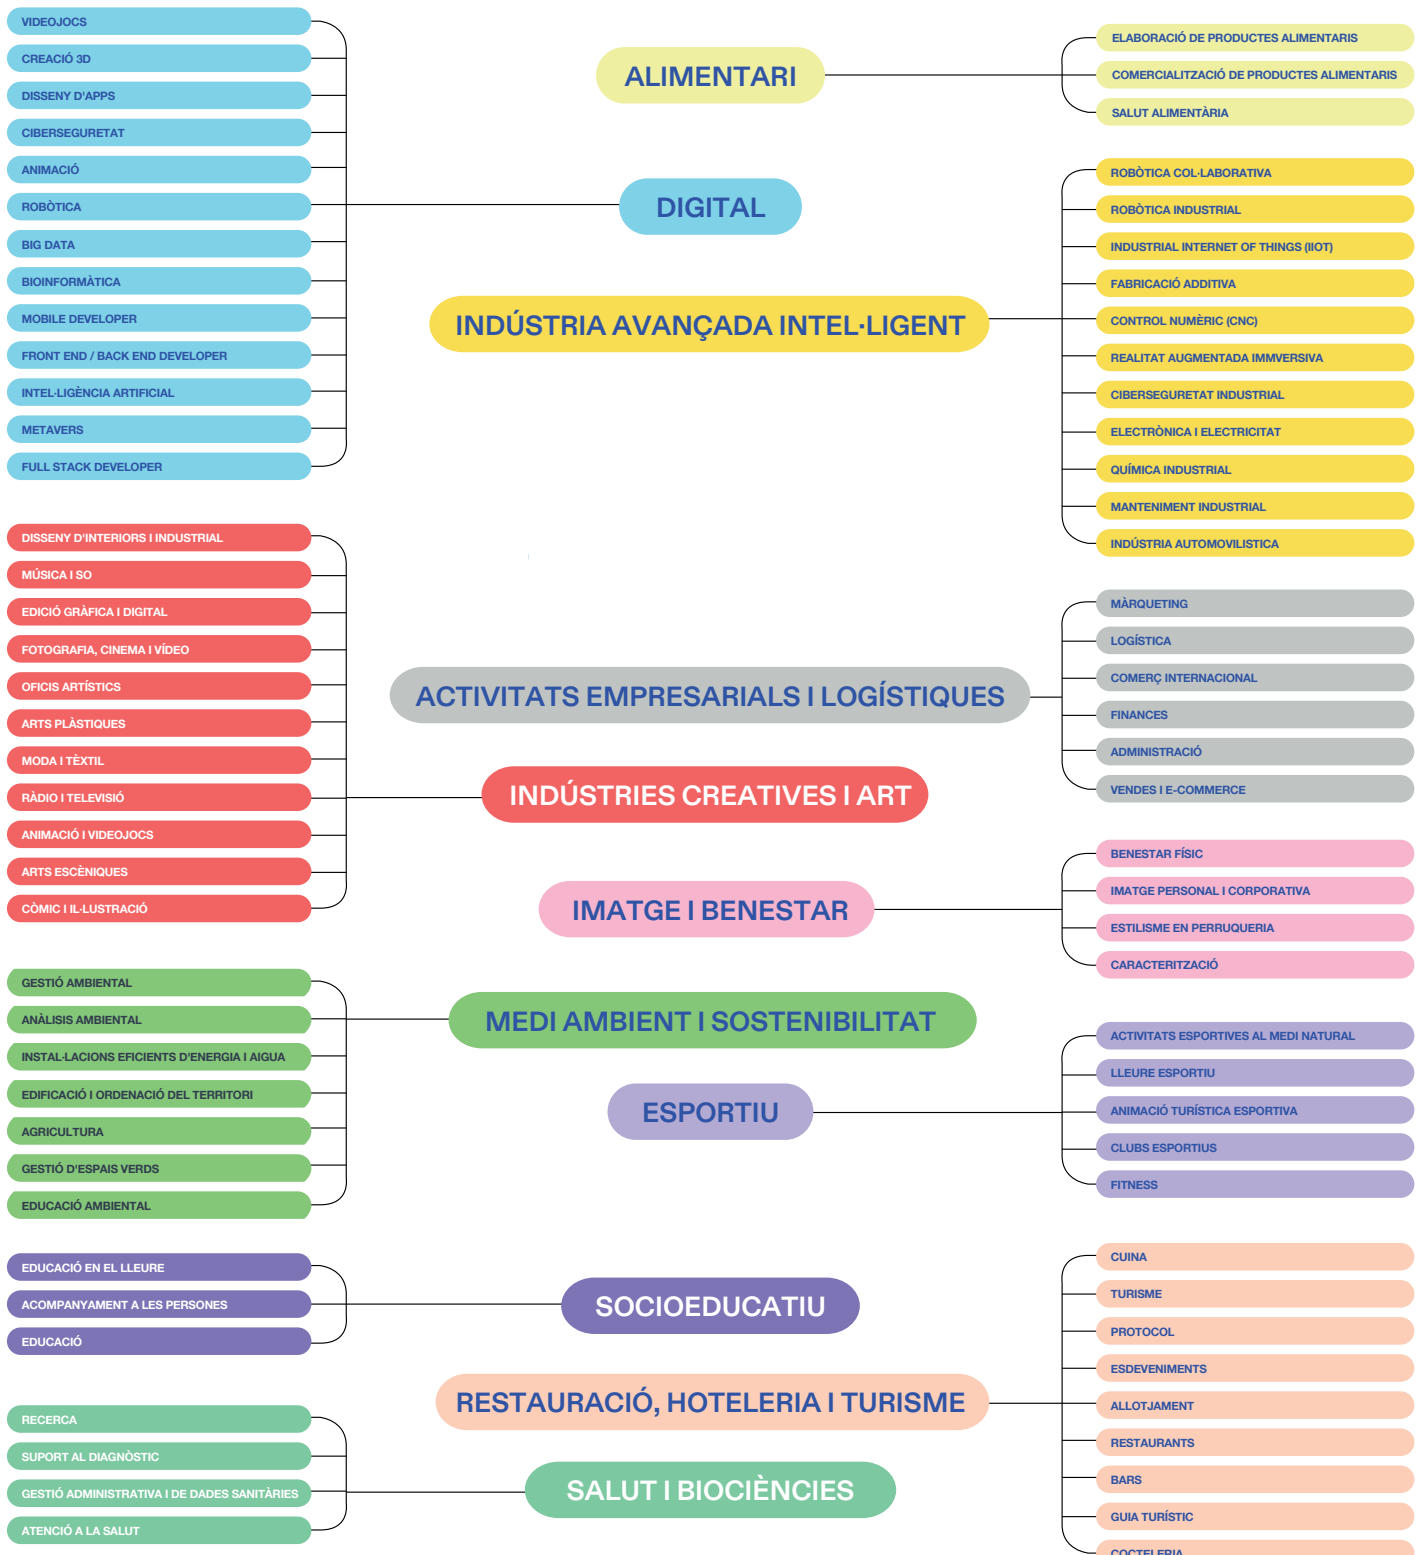 ALIMENTARI
ELABORACIÓ DE PRODUCTES ALIMENTARIS
COMERCIALITZACIÓ DE PRODUCTES ALIMENTARIS
SALUT ALIMENTÀRIA
DIGITAL
VIDEOJOCS
CREACIÓ 3D
DISSENY D'APPS
CIBERSEGURETAT
ANIMACIÓ
ROBÒTICA
BIG DATA
BIOINFORMÀTICA
MOBILE DEVELOPER
FRONT END / BACK END DEVELOPER
INTEL·LIGÈNCIA ARTIFICIAL
METAVERS
FULL STACK DEVELOPER
INDÚSTRIA AVANÇADA INTEL·LIGENT
ROBÒTICA COL·LABORATIVA
ROBÒTICA INDUSTRIAL
INDUSTRIAL INTERNET OF THINGS (IIOT)
FABRICACIÓ ADDITIVA
CONTROL NUMÈRIC (CNC)
REALITAT AUGMENTADA IMMVERSIVA
CIBERSEGURETAT INDUSTRIAL
ELECTRÒNICA I ELECTRICITAT
QUÍMICA INDUSTRIAL
MANTENIMENT INDUSTRIAL
INDÚSTRIA AUTOMOVILISTICA
ACTIVITATS EMPRESARIALS I LOGÍSTIQUES
MÀRQUETING
LOGÍSTICA
COMERÇ INTERNACIONAL
FINANCES
ADMINISTRACIÓ
VENDES I E-COMMERCE
INDÚSTRIES CREATIVES I ART
DISSENY D'INTERIORS I INDUSTRIAL
MÚSICA I SO
EDICIÓ GRÀFICA I DIGITAL
FOTOGRAFIA, CINEMA I VÍDEO
OFICIS ARTÍSTICS
ARTS PLÀSTIQUES
MODA I TÈXTIL
RÀDIO I TELEVISIÓ
ANIMACIÓ I VIDEOJOCS
ARTS ESCÈNIQUES
CÒMIC I IL·LUSTRACIÓ
IMATGE I BENESTAR
BENESTAR FÍSIC
IMATGE PERSONAL I CORPORATIVA
ESTILISME EN PERRUQUERIA
CARACTERITZACIÓ
MEDI AMBIENT I SOSTENIBILITAT
GESTIÓ AMBIENTAL
ANÀLISIS AMBIENTAL
INSTAL·LACIONS EFICIENTS D'ENERGIA I AIGUA
EDIFICACIÓ I ORDENACIÓ DEL TERRITORI
AGRICULTURA
GESTIÓ D'ESPAIS VERDS
EDUCACIÓ AMBIENTAL
ESPORTIU
ACTIVITATS ESPORTIVES AL MEDI NATURAL
LLEURE ESPORTIU
ANIMACIÓ TURÍSTICA ESPORTIVA
CLUBS ESPORTIUS
FITNESS
SOCIOEDUCATIU
EDUCACIÓ EN EL LLEURE
ACOMPANYAMENT A LES PERSONES
EDUCACIÓ
RESTAURACIÓ, HOTELERIA I TURISME
CUINA
TURISME
PROTOCOL
ESDEVENIMENTS
ALLOTJAMENT
RESTAURANTS
BARS
GUIA TURÍSTIC
COCTELERIA
SALUT I BIOCIÈNCIES
RECERCA
SUPORT AL DIAGNÒSTIC
GESTIÓ ADMINISTRATIVA I DE DADES SANITÀRIES
ATENCIÓ A LA SALUT